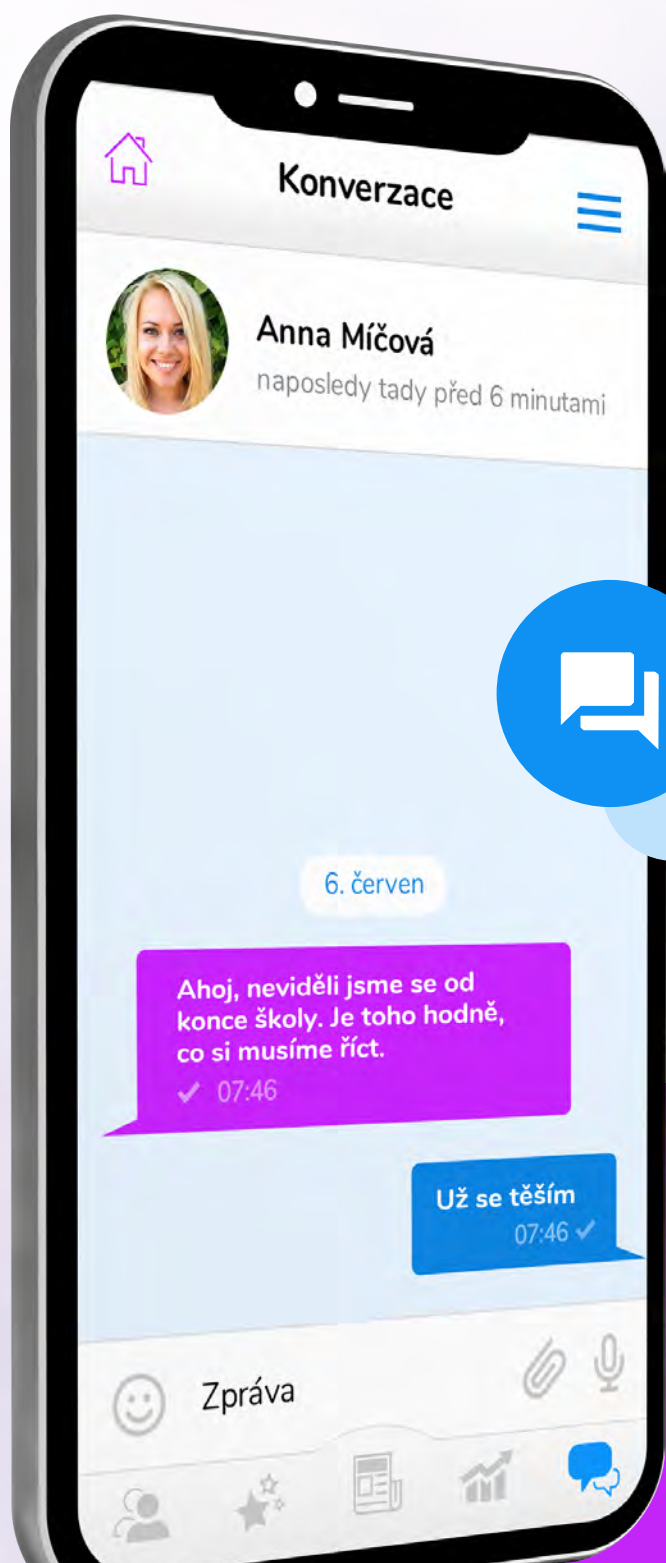 Konverzace
Anna Míčová
naposledy tady před 6 minutami
6. červen
Ahoj, neviděli jsme se od
konce školy. Je toho hodně,
co si musíme říct.
07:46
Už se těším
07:46
Zpráva